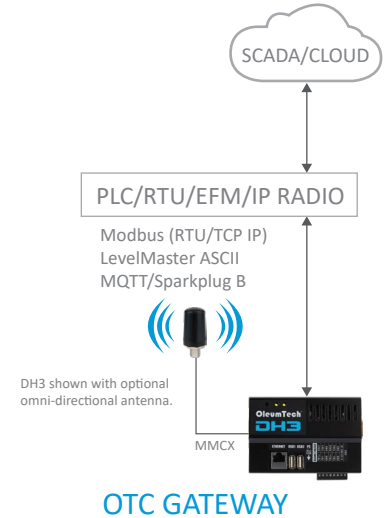 SCADA/CLOUD
PLC/RTU/EFM/IP RADIO
Modbus (RTU/TCP IP)
LevelMaster ASCII
MQTT/Sparkplug B
DH3 shown with optional
omni-directional antenna.
MMCX
OleumTech
DH3
ETHERNET
OTC GATEWAY